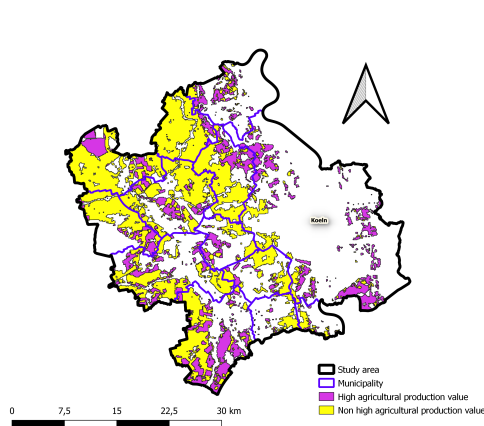 Koeln
Study area
Municipality
High agricultural production value
Non high agricultural production value
0 7,5 15 22,5 30 km